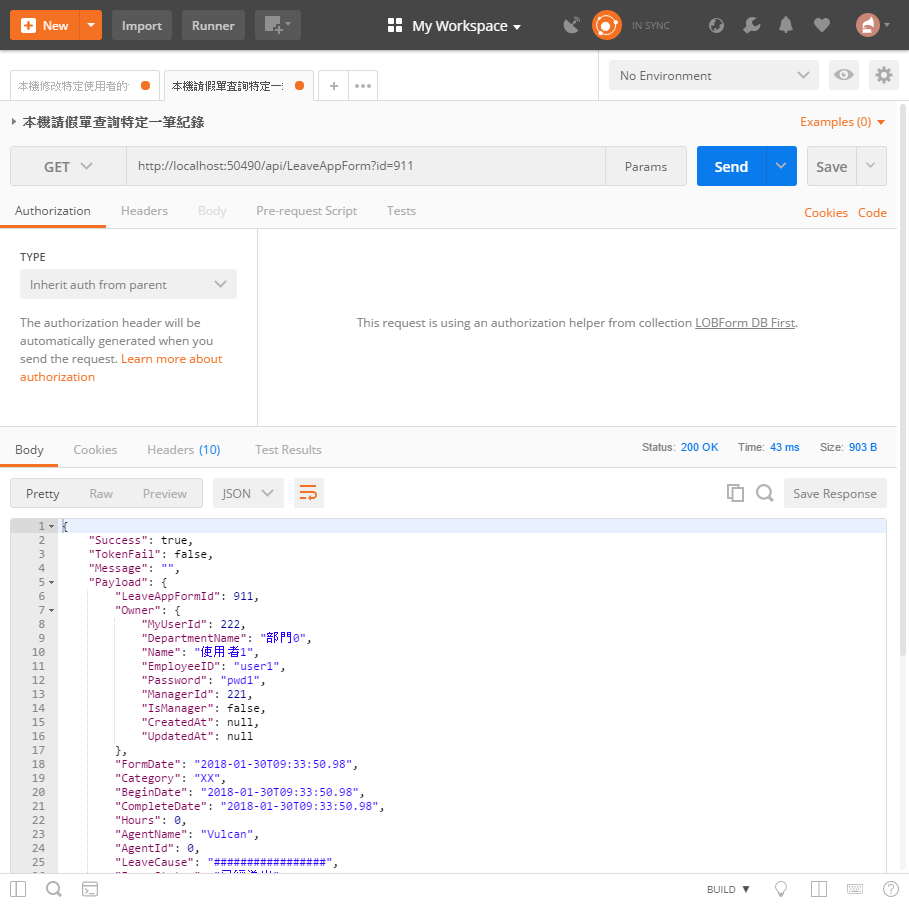 New
Import
Runner
My Workspace
IN SYNC
本機修改特定使用者的
本機請假單查詢特定一
No Environment
本機請假單查詢特定一筆紀錄
Examples (0)
GET
http://localhost:50490/api/LeaveAppForm?id=911
Params
Send
Save
Authorization
Headers
Body
Pre-request Script
Tests
Cookies
Code
TYPE
Inherit auth from parent
The authorization header will be
automatically generated when you
send the request. Learn more about
authorization
This request is using an authorization helper from collection LOBForm DB First.
Body
Cookies
Headers (10)
Test Results
Status: 200 OK
Time: 43 ms
Size: 903 B
Pretty
Raw
Preview
JSON
Save Response
1 {
2 "Success": true,
3 "TokenFail": false,
4 "Message": "",
5 "Payload": {
6 "LeaveAppFormId": 911,
7 "Owner": {
8 "MyUserId": 222,
9 "DepartmentName": "部門0",
10 "Name": "使用者1",
11 "EmployeeID": "user1",
12 "Password": "pwd1",
13 "ManagerId": 221,
14 "IsManager": false,
15 "CreatedAt": null,
16 "UpdatedAt": null
17 },
18 "FormDate": "2018-01-30T09:33:50.98",
19 "Category": "XX",
20 "BeginDate": "2018-01-30T09:33:50.98",
21 "CompleteDate": "2018-01-30T09:33:50.98",
22 "Hours": 0,
23 "AgentName": "Vulcan",
24 "AgentId": 0,
25 "LeaveCause": "#################",
BUILD